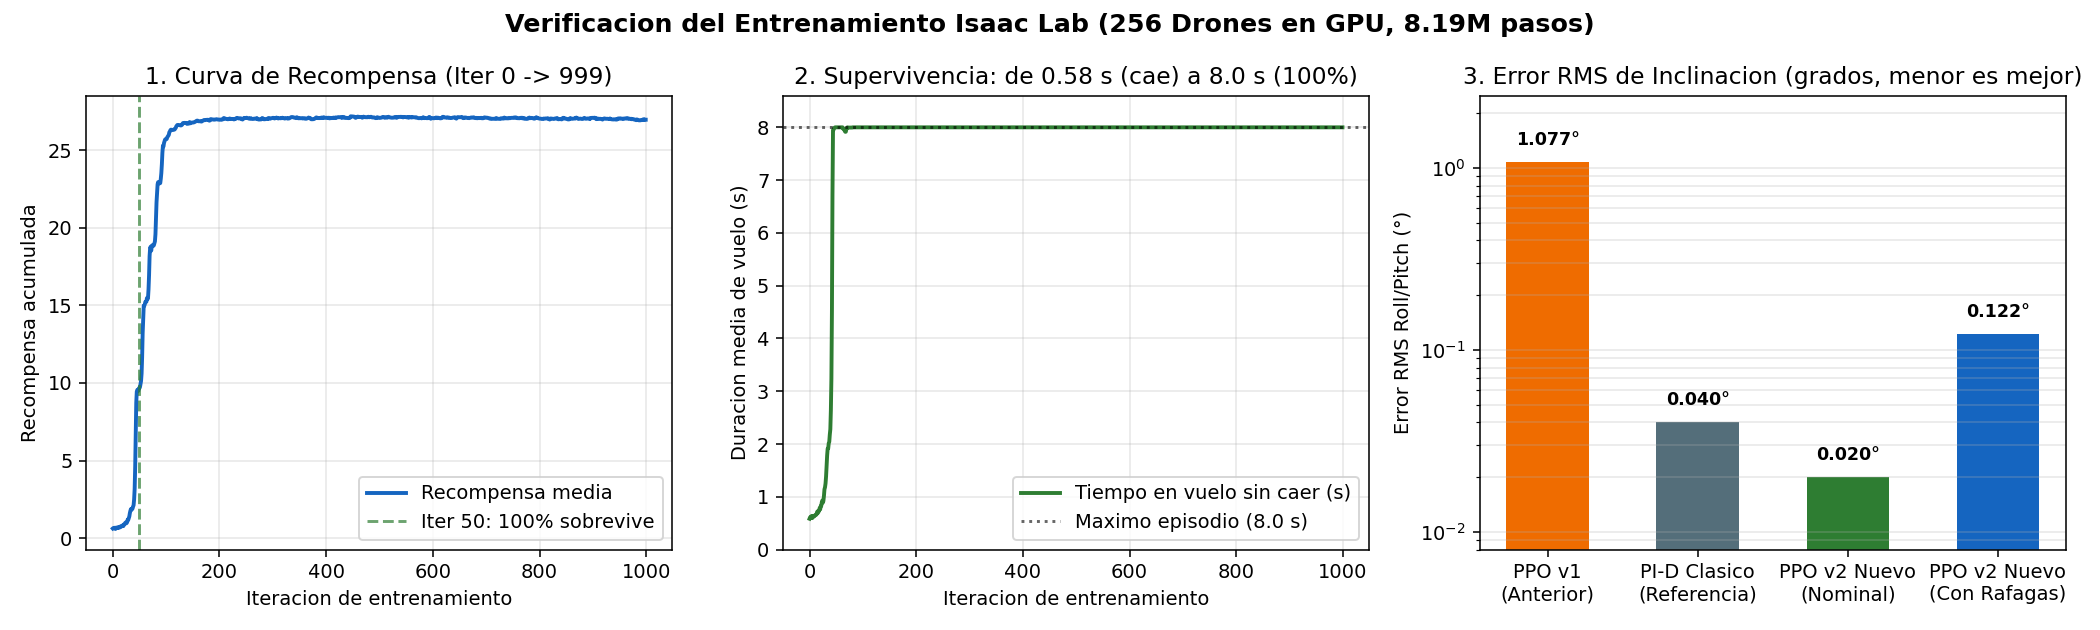 Verificacion del Entrenamiento Isaac Lab (256 Drones en GPU, 8.19M pasos)
1. Curva de Recompensa (Iter 0 -> 999)
Recompensa acumulada
25
20
15
10
5
0
0 200 400 600 800 1000
Iteracion de entrenamiento
Recompensa media
Iter 50: 100% sobrevive
2. Supervivencia: de 0.58 s (cae) a 8.0 s (100%)
Duracion media de vuelo (s)
8
7
6
5
4
3
2
1
0
0 200 400 600 800 1000
Iteracion de entrenamiento
Tiempo en vuelo sin caer (s)
Maximo episodio (8.0 s)
3. Error RMS de Inclinacion (grados, menor es mejor)
Error RMS Roll/Pitch (°)
10⁰
10⁻¹
10⁻²
1.077°
0.040°
0.020°
0.122°
PPO v1
(Anterior)
PI-D Clasico
(Referencia)
PPO v2 Nuevo
(Nominal)
PPO v2 Nuevo
(Con Rafagas)